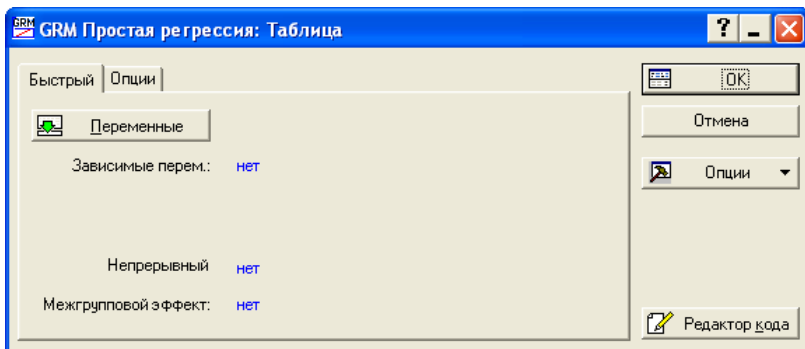 GRM Простая регрессия: Таблица
Быстрый Опции
Переменные
Зависимые перем.: нет
Непрерывный нет
Межгрупповой эффект: нет
OK
Отмена
Опции
Редактор кода